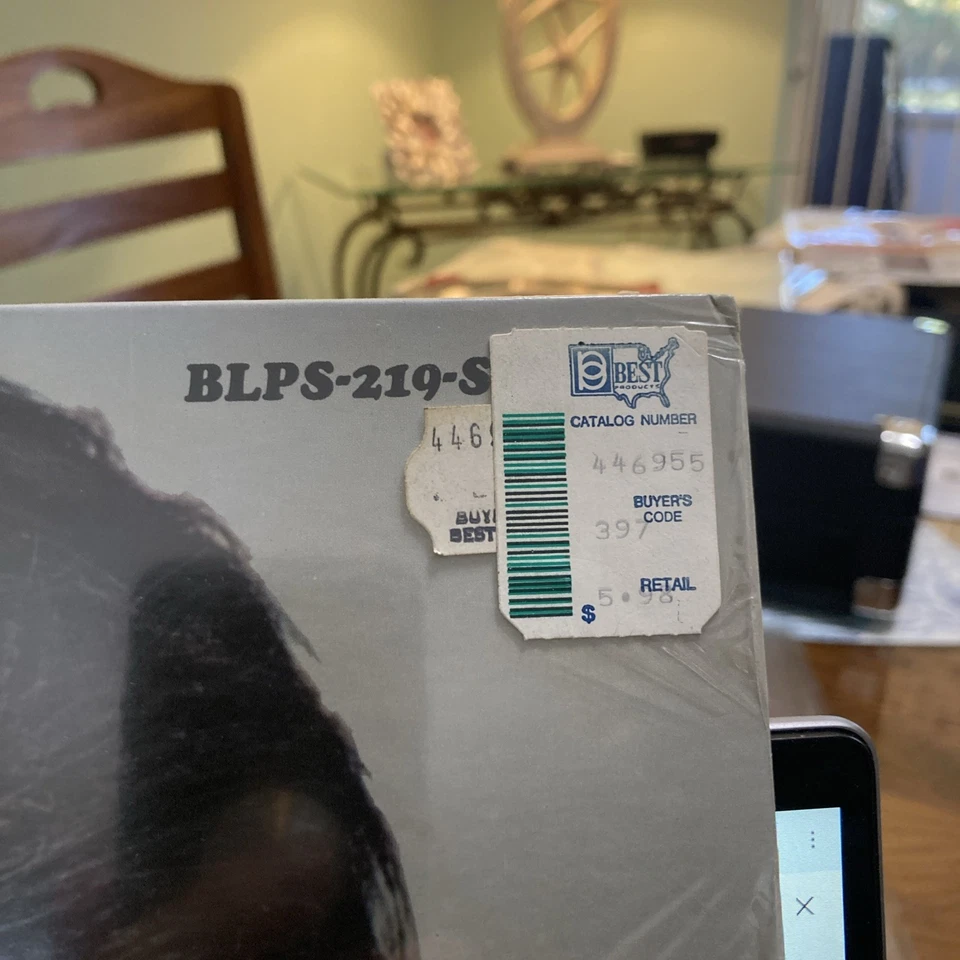 BLPS-219-S
BEST
PRODUCTS
CATALOG NUMBER
446955
BUYER'S
CODE
397
RETAIL
$ 5.98
446
BUY
BEST